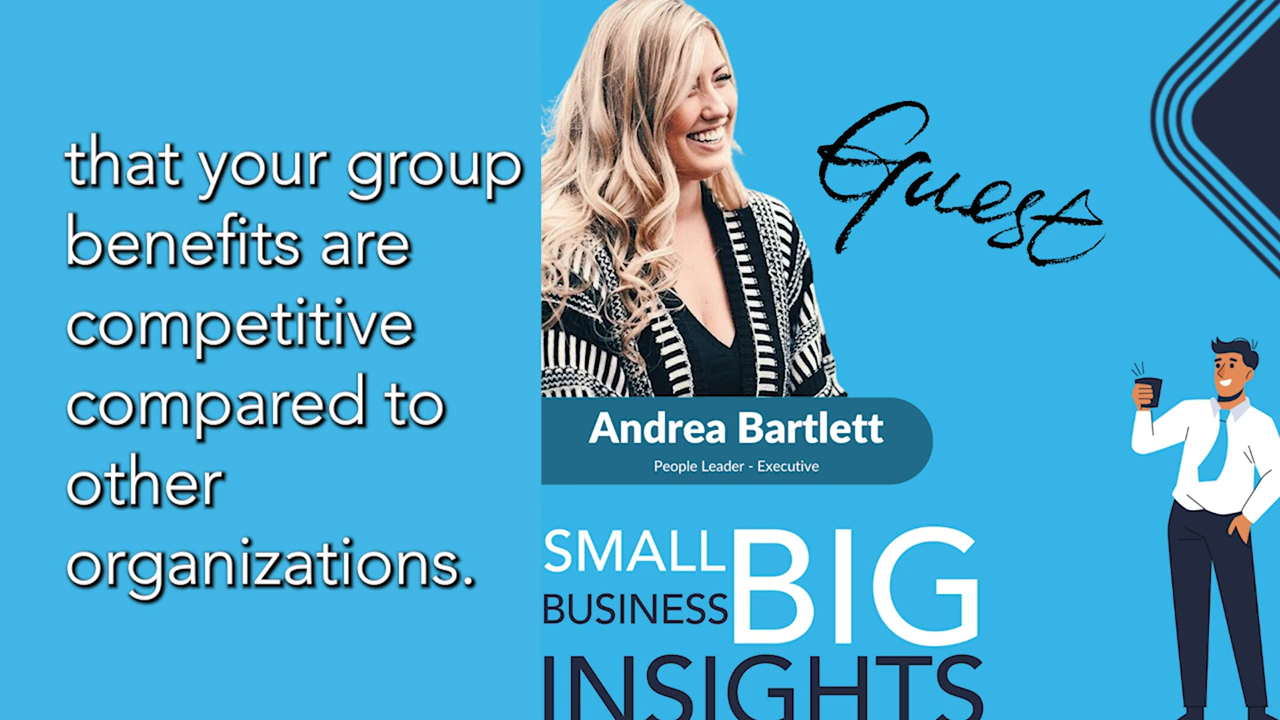 that your group
benefits are
competitive
compared to
other
organizations.
Guest
Andrea Bartlett
People Leader - Executive
SMALL
BUSINESS
BIG
INSIGHTS